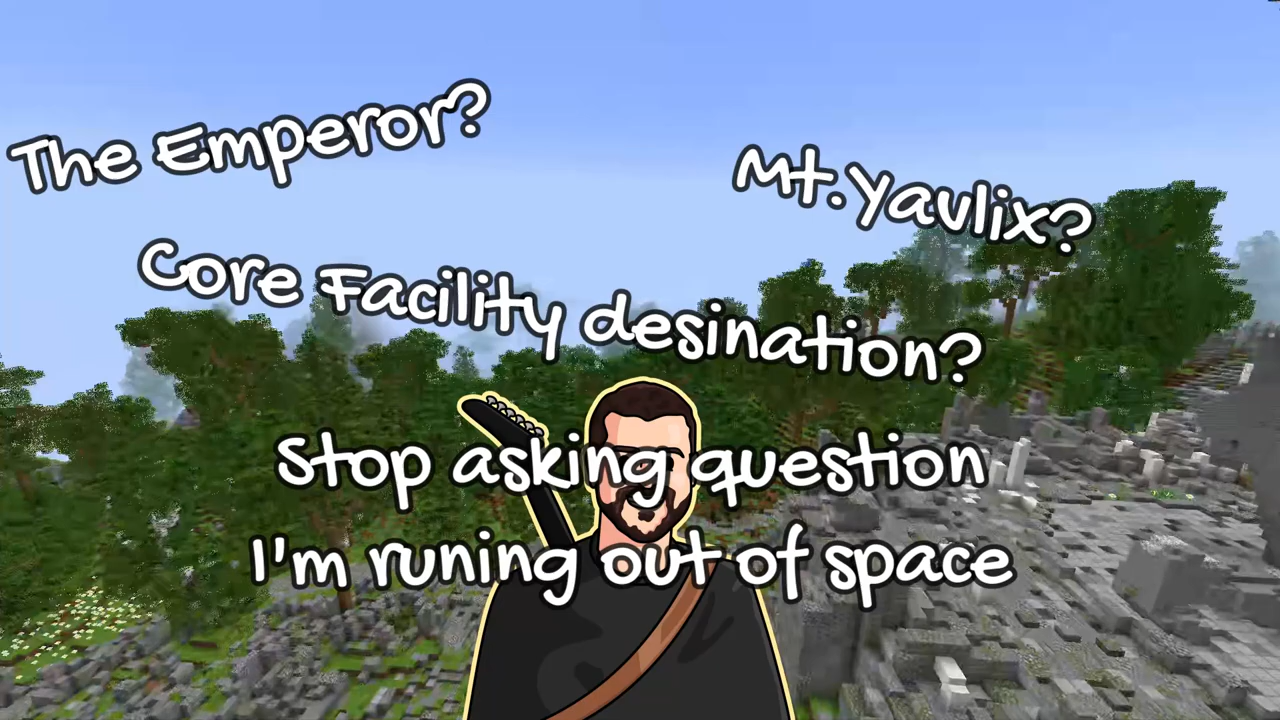 The Emperor?
Mt.Yavlix?
Core Facility desination?
Stop asking question
I'm runing out of space